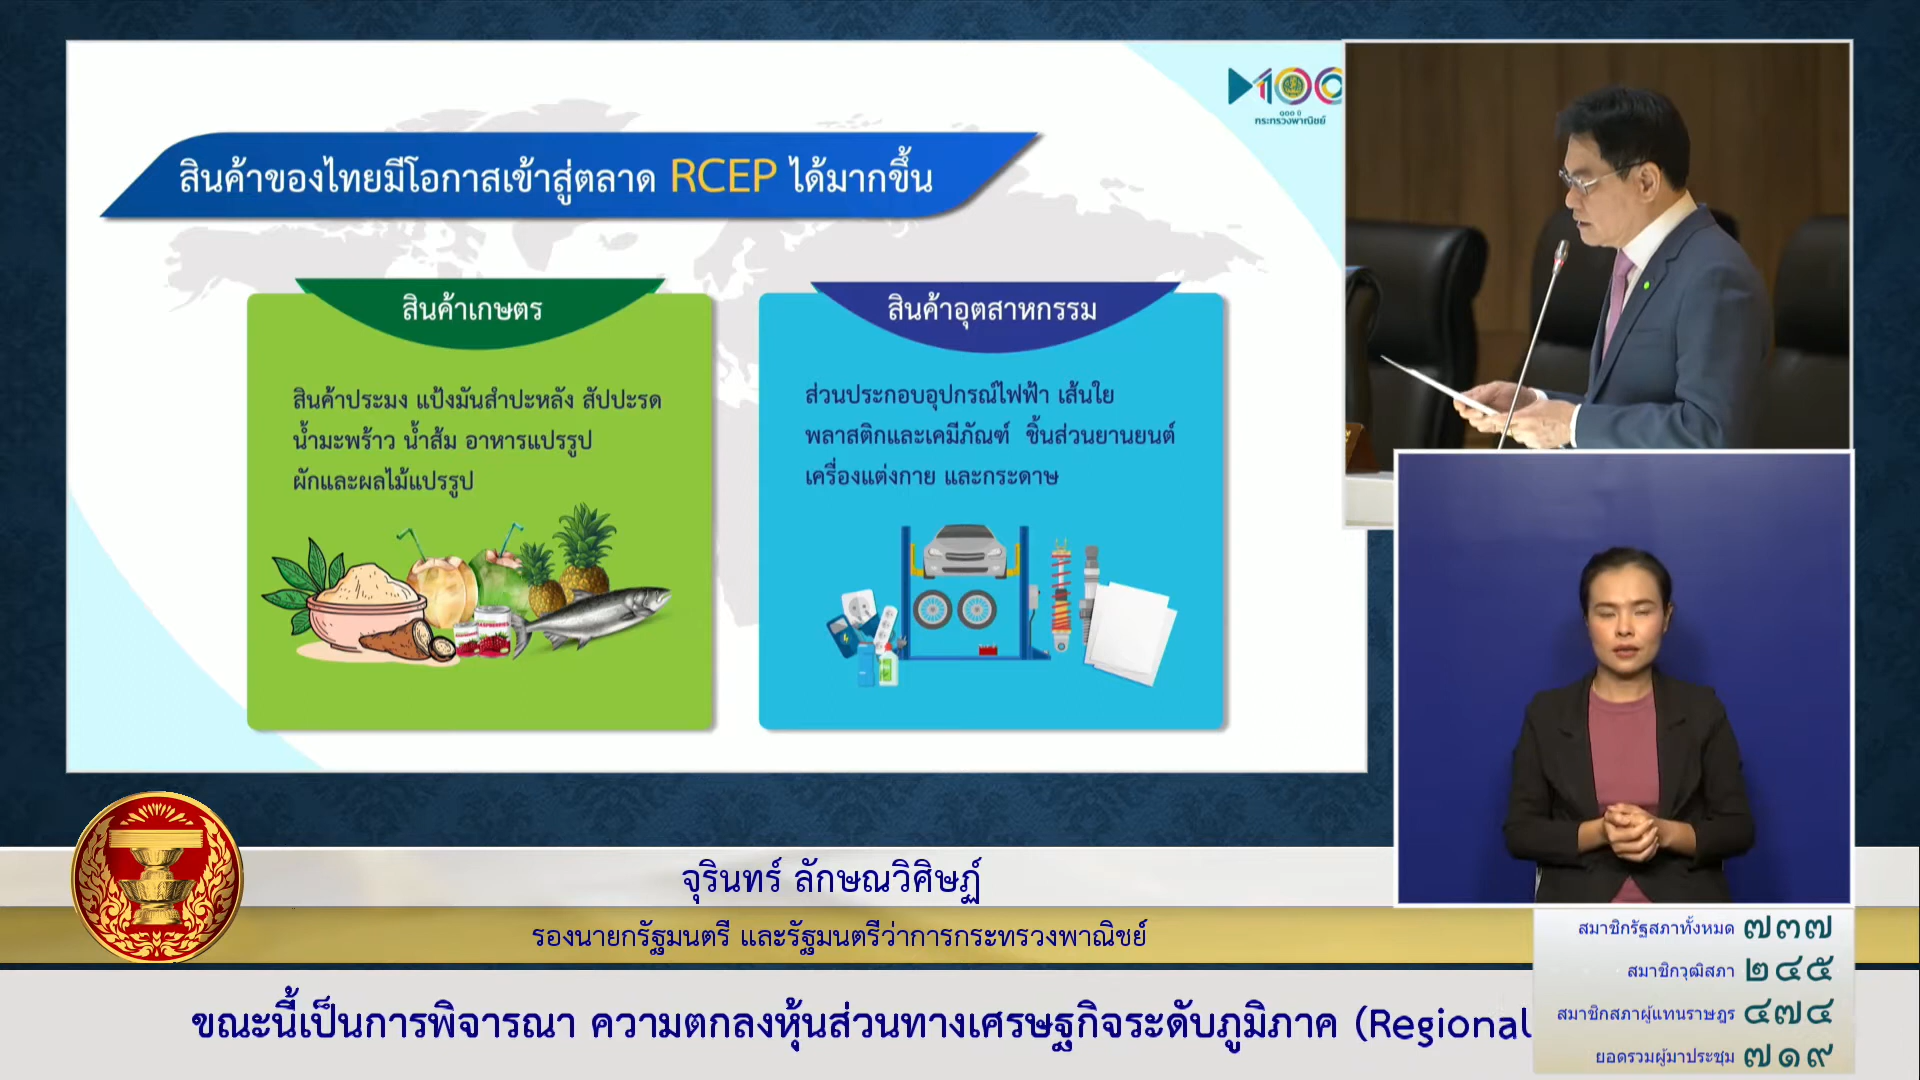 ๑๐๐ ปี
กระทรวงพาณิชย์
สินค้าของไทยมีโอกาสเข้าสู่ตลาด RCEP ได้มากขึ้น
สินค้าเกษตร
สินค้าประมง แป้งมันสำปะหลัง สัปปะรด
น้ำมะพร้าว น้ำส้ม อาหารแปรรูป
ผักและผลไม้แปรรูป
สินค้าอุตสาหกรรม
ส่วนประกอบอุปกรณ์ไฟฟ้า เส้นใย
พลาสติกและเคมีภัณฑ์ ชิ้นส่วนยานยนต์
เครื่องแต่งกาย และกระดาษ
จุรินทร์ ลักษณวิศิษฏ์
รองนายกรัฐมนตรี และรัฐมนตรีว่าการกระทรวงพาณิชย์
ขณะนี้เป็นการพิจารณา ความตกลงหุ้นส่วนทางเศรษฐกิจระดับภูมิภาค (Regional
สมาชิกรัฐสภาทั้งหมด ๗๓๗
สมาชิกวุฒิสภา ๒๔๕
สมาชิกสภาผู้แทนราษฎร ๔๗๔
ยอดรวมผู้มาประชุม ๗๑๙